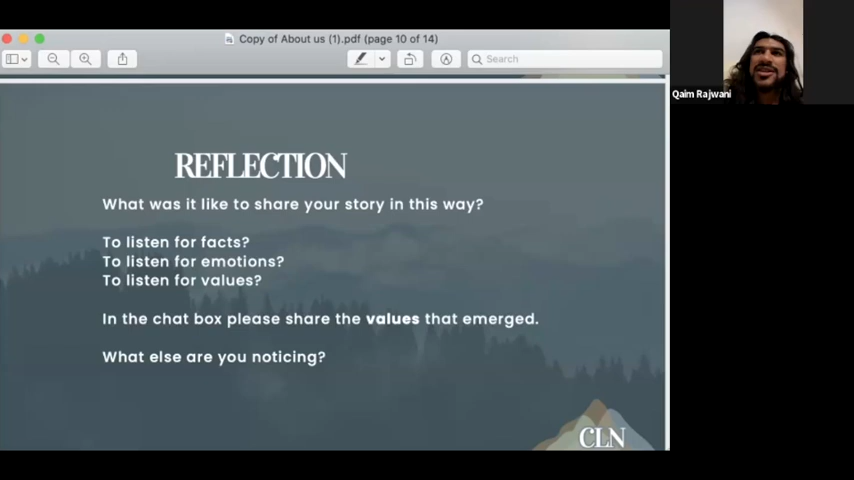 Copy of About us (1).pdf (page 10 of 14)
Search
Qaim Rajwani
REFLECTION
What was it like to share your story in this way?
To listen for facts?
To listen for emotions?
To listen for values?
In the chat box please share the values that emerged.
What else are you noticing?
CLN